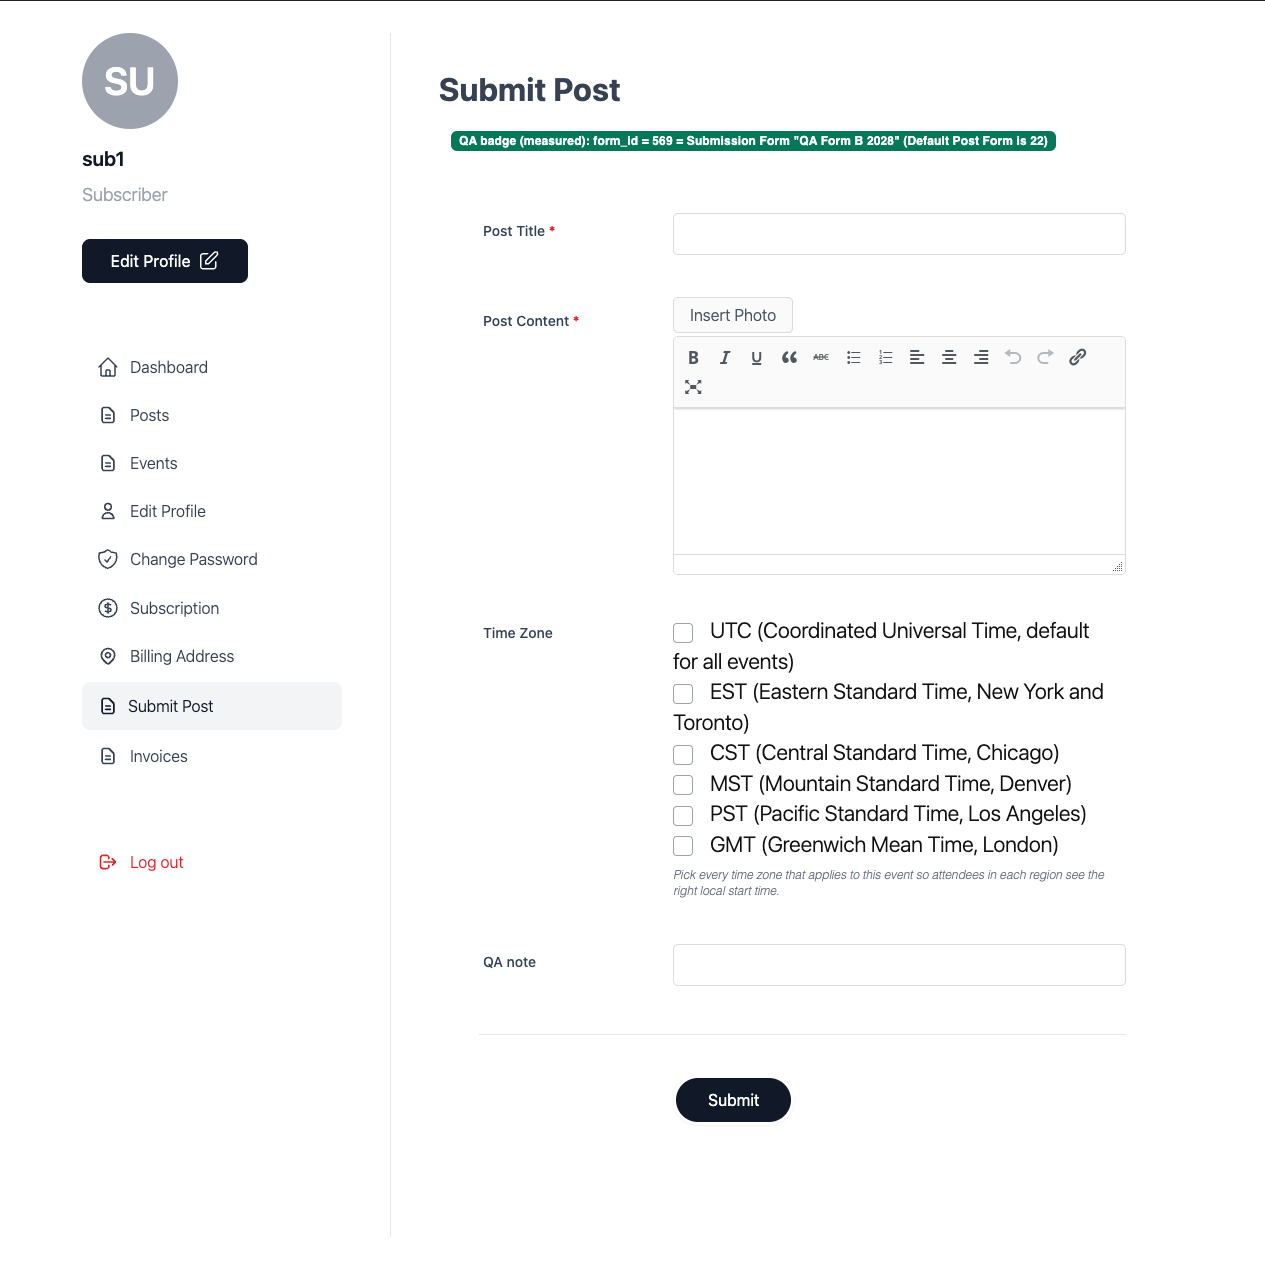 SU
sub1
Subscriber
Edit Profile
Dashboard
Posts
Events
Edit Profile
Change Password
Subscription
Billing Address
Submit Post
Invoices
Log out
Submit Post
QA badge (measured): form_id = 569 = Submission Form "QA Form B 2028" (Default Post Form is 22)
Post Title *
Post Content *
Insert Photo
B I U “ ABC
Time Zone
UTC (Coordinated Universal Time, default
for all events)
EST (Eastern Standard Time, New York and
Toronto)
CST (Central Standard Time, Chicago)
MST (Mountain Standard Time, Denver)
PST (Pacific Standard Time, Los Angeles)
GMT (Greenwich Mean Time, London)
Pick every time zone that applies to this event so attendees in each region see the
right local start time.
QA note
Submit